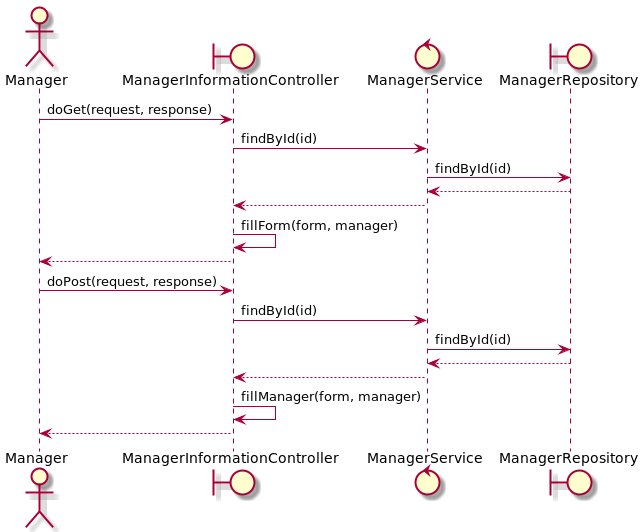 Manager
ManagerInformationController
ManagerService
ManagerRepository
doGet(request, response)
findById(id)
findById(id)
fillForm(form, manager)
doPost(request, response)
findById(id)
findById(id)
fillManager(form, manager)
Manager
ManagerInformationController
ManagerService
ManagerRepository